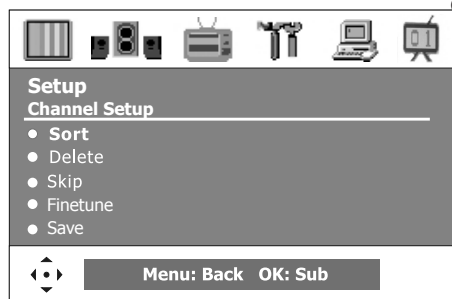 01
Setup
Channel Setup
Sort
Delete
Skip
Finetune
Save
Menu: Back OK: Sub